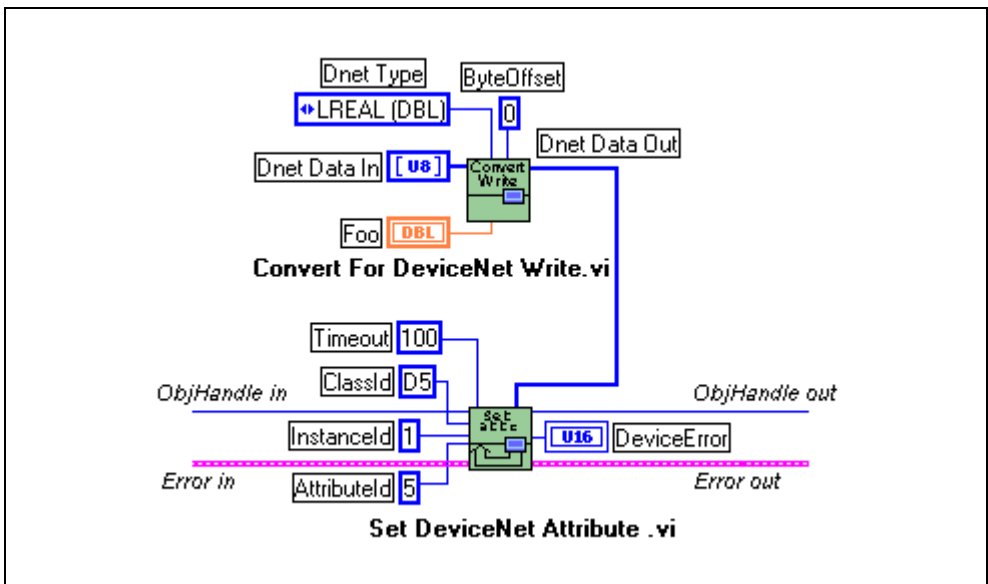 Dnet Type
ByteOffset
LREAL (DBL)
0
Dnet Data Out
Dnet Data In
[U8]
Convert
Write
Foo
DBL
Convert For DeviceNet Write.vi
Timeout
100
ClassId
D5
ObjHandle in
ObjHandle out
Set
attr
InstanceId
1
U16
DeviceError
Error in
AttributeId
5
Error out
Set DeviceNet Attribute .vi